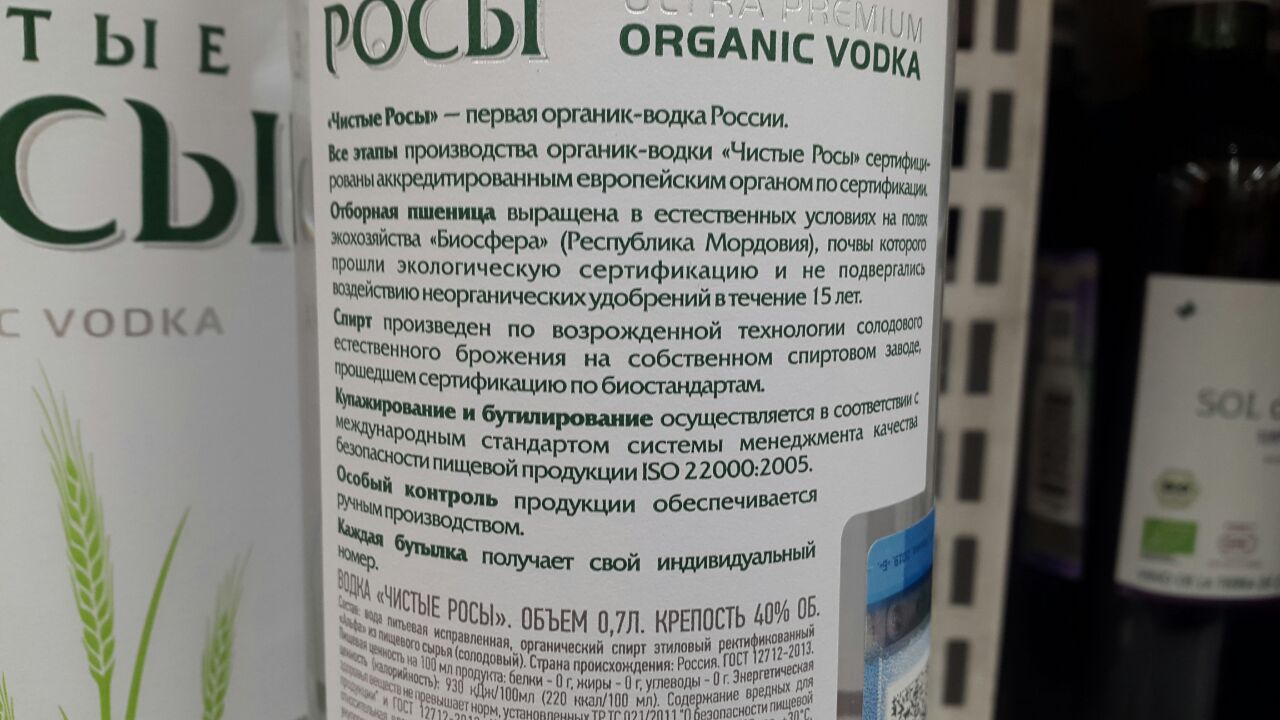 ТЫЕ
СЫ
C VODKA
РОСЫ
ULTRA PREMIUM
ORGANIC VODKA
«Чистые Росы» — первая органик-водка России.
Все этапы производства органик-водки «Чистые Росы» сертифици-
рованы аккредитированным европейским органом по сертификации.
Отборная пшеница выращена в естественных условиях на полях
экохозяйства «Биосфера» (Республика Мордовия), почвы которого
прошли экологическую сертификацию и не подвергались
воздействию неорганических удобрений в течение 15 лет.
Спирт произведен по возрожденной технологии солодового
естественного брожения на собственном спиртовом заводе,
прошедшем сертификацию по биостандартам.
Купажирование и бутилирование осуществляется в соответствии с
международным стандартом системы менеджмента качества
безопасности пищевой продукции ISO 22000:2005.
Особый контроль продукции обеспечивается
ручным производством.
Каждая бутылка получает свой индивидуальный
номер.
ВОДКА «ЧИСТЫЕ РОСЫ». ОБЪЕМ 0,7Л. КРЕПОСТЬ 40% ОБ.
Состав: вода питьевая исправленная, органический спирт этиловый ректификованный
«Альфа» из пищевого сырья (солодовый). Страна происхождения: Россия. ГОСТ 12712-2013.
Пищевая ценность на 100 мл продукта: белки - 0 г, жиры - 0 г, углеводы - 0 г. Энергетическая
ценность (калорийность): 930 кДж/100мл (220 ккал/100 мл). Содержание вредных для
здоровья веществ не превышает норм, установленных ТР ТС 021/2011 "О безопасности пищевой
продукции" и ГОСТ 12712-2013
SOL